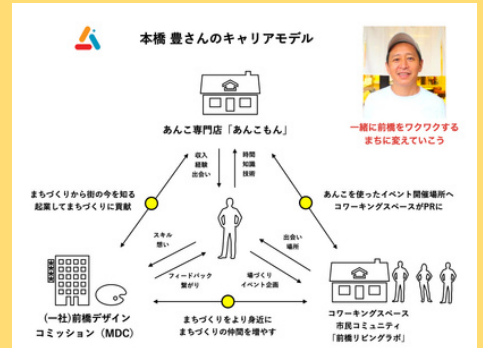 本橋 豊さんのキャリアモデル
一緒に前橋をワクワクする
まちに変えていこう
あんこ専門店「あんこもん」
収入
経験
出会い
時間
知識
技術
まちづくりから街の今を知る
起業してまちづくりに貢献
あんこを使ったイベント開催場所へ
コワーキングスペースがPRに
スキル
想い
出会い
場所
フィードバック
繋がり
場づくり
イベント企画
(一社)前橋デザイン
コミッション（MDC）
まちづくりをより身近に
まちづくりの仲間を増やす
コワーキングスペース
市民コミュニティ
「前橋リビングラボ」